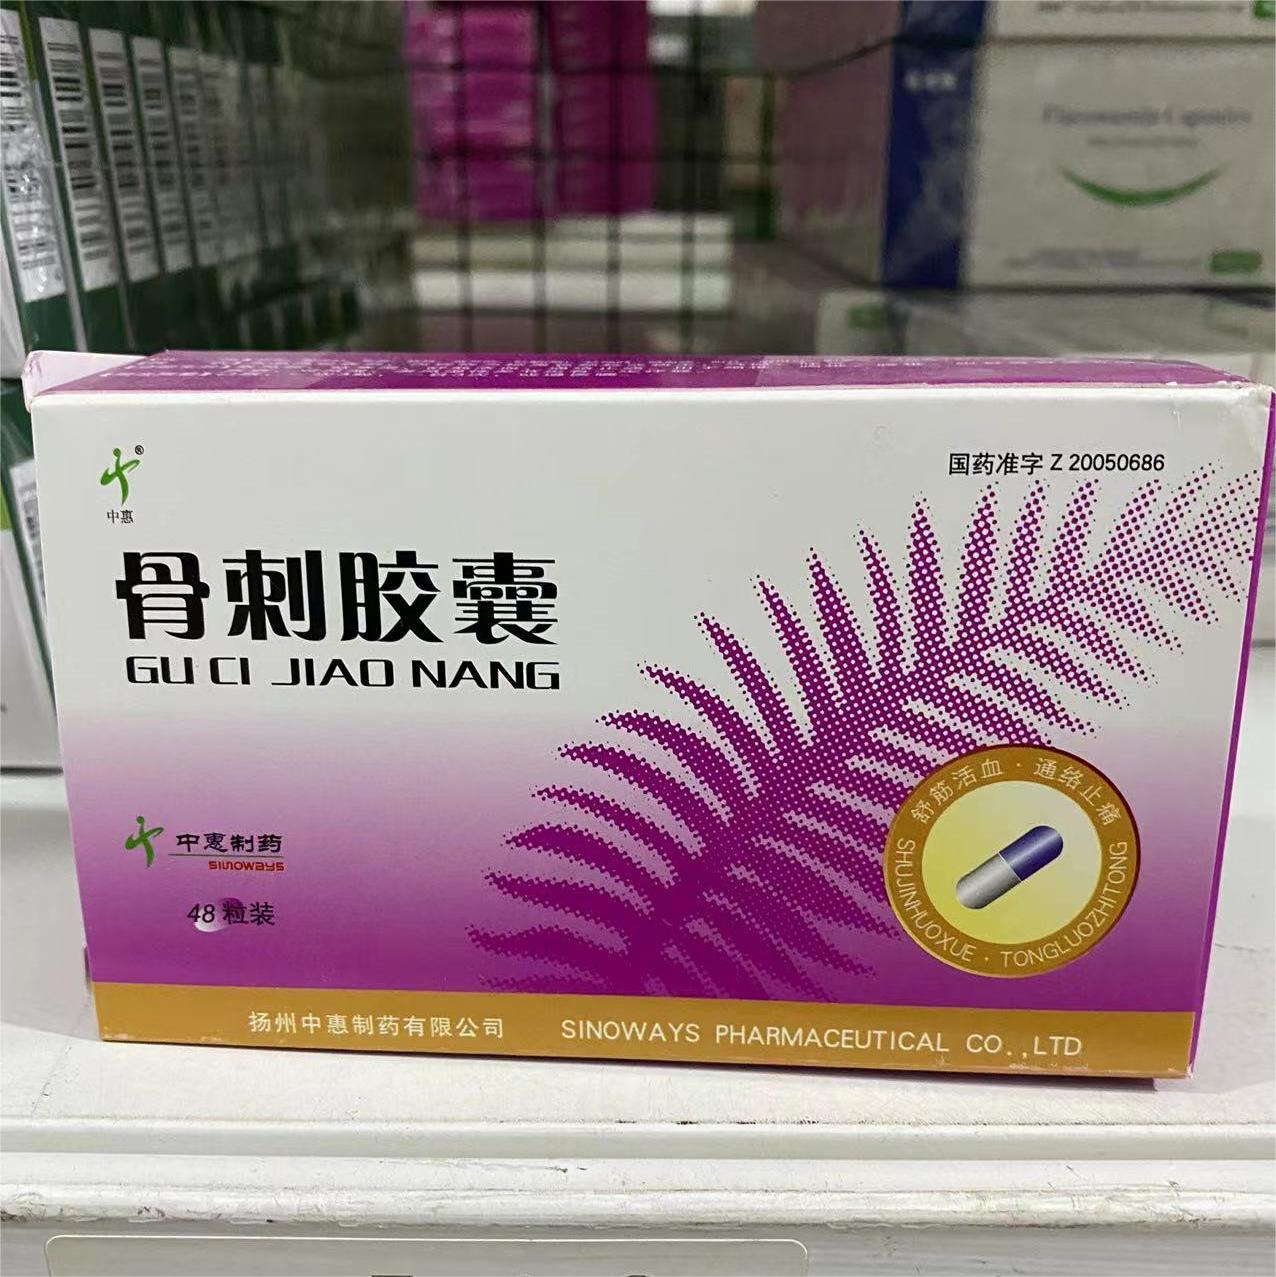 ®
中惠
国药准字 Z 20050686
骨刺胶囊
GU CI JIAO NANG
舒筋活血·通络止痛
SHUJINHUOXUE · TONGLUOZHITONG
中惠制药
SINOWAYS
48 粒装
扬州中惠制药有限公司 SINOWAYS PHARMACEUTICAL CO.,LTD